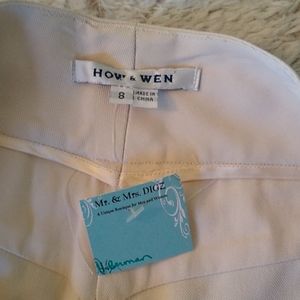 HOW & WEN
8
MADE IN
CHINA
Mr. & Mrs. DIGZ
A Unique Boutique for Men and Women